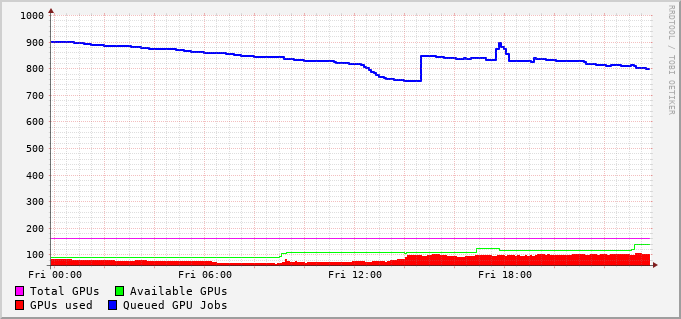 1000
900
800
700
600
500
400
300
200
100
Fri 00:00 Fri 06:00 Fri 12:00 Fri 18:00
Total GPUs Available GPUs
GPUs used Queued GPU Jobs
RRDTOOL / TOBI OETIKER